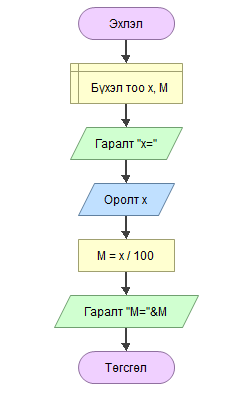 Эхлэл
Бүхэл тоо x, M
Гаралт "x="
Оролт x
M = x / 100
Гаралт "M="&M
Төгсгөл